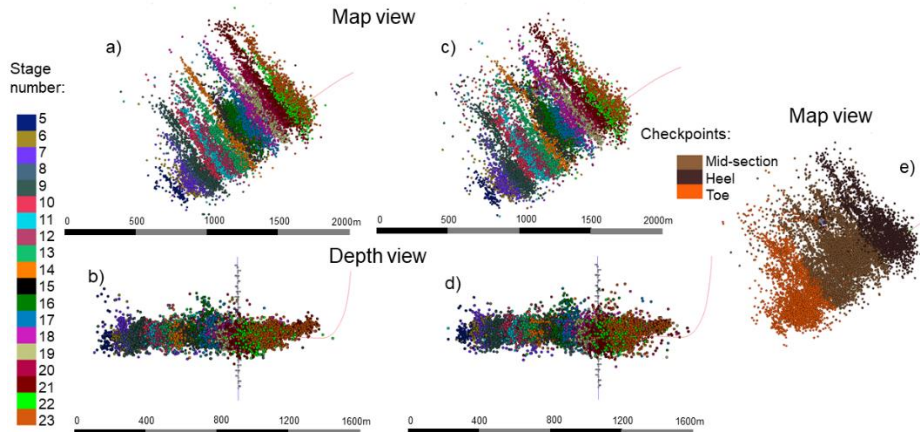 Map view
a)
c)
Stage
number:
5
6
7
8
9
10
11
12
13
14
15
16
17
18
19
20
21
22
23
Checkpoints:
Mid-section
Heel
Toe
Map view
e)
0 500 1000 1500 2000m
0 500 1000 1500 2000m
Depth view
b)
d)
0 400 800 1200 1600m
0 400 800 1200 1600m